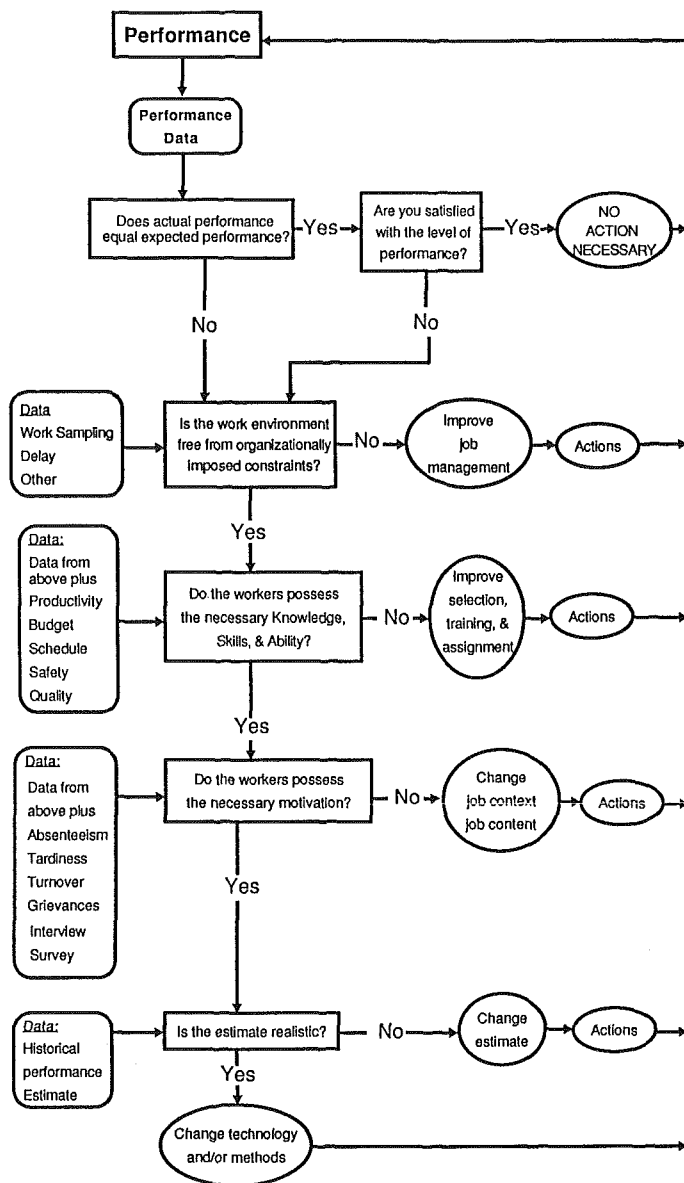 Performance
Performance
Data
Does actual performance
equal expected performance?
Yes
Are you satisfied
with the level of
performance?
Yes
NO
ACTION
NECESSARY
No
No
Data
Work Sampling
Delay
Other
Is the work environment
free from organizationally
imposed constraints?
No
Improve
job
management
Actions
Yes
Data:
Data from
above plus
Productivity
Budget
Schedule
Safety
Quality
Do the workers possess
the necessary Knowledge,
Skills, & Ability?
No
Improve
selection,
training, &
assignment
Actions
Yes
Data:
Data from
above plus
Absenteeism
Tardiness
Turnover
Grievances
Interview
Survey
Do the workers possess
the necessary motivation?
No
Change
job context
job content
Actions
Yes
Data:
Historical
performance
Estimate
Is the estimate realistic?
No
Change
estimate
Actions
Yes
Change technology
and/or methods